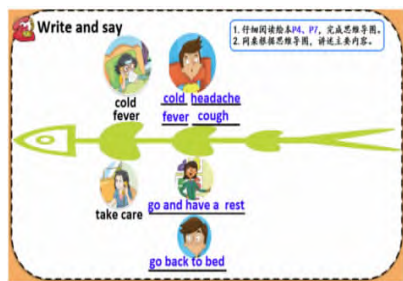 Write and say
1. 仔细阅读绘本P4、P7，完成思维导图。
2. 同桌根据思维导图，讲述主要内容。
cold
fever
cold headache
fever cough
take care
go and have a rest
go back to bed